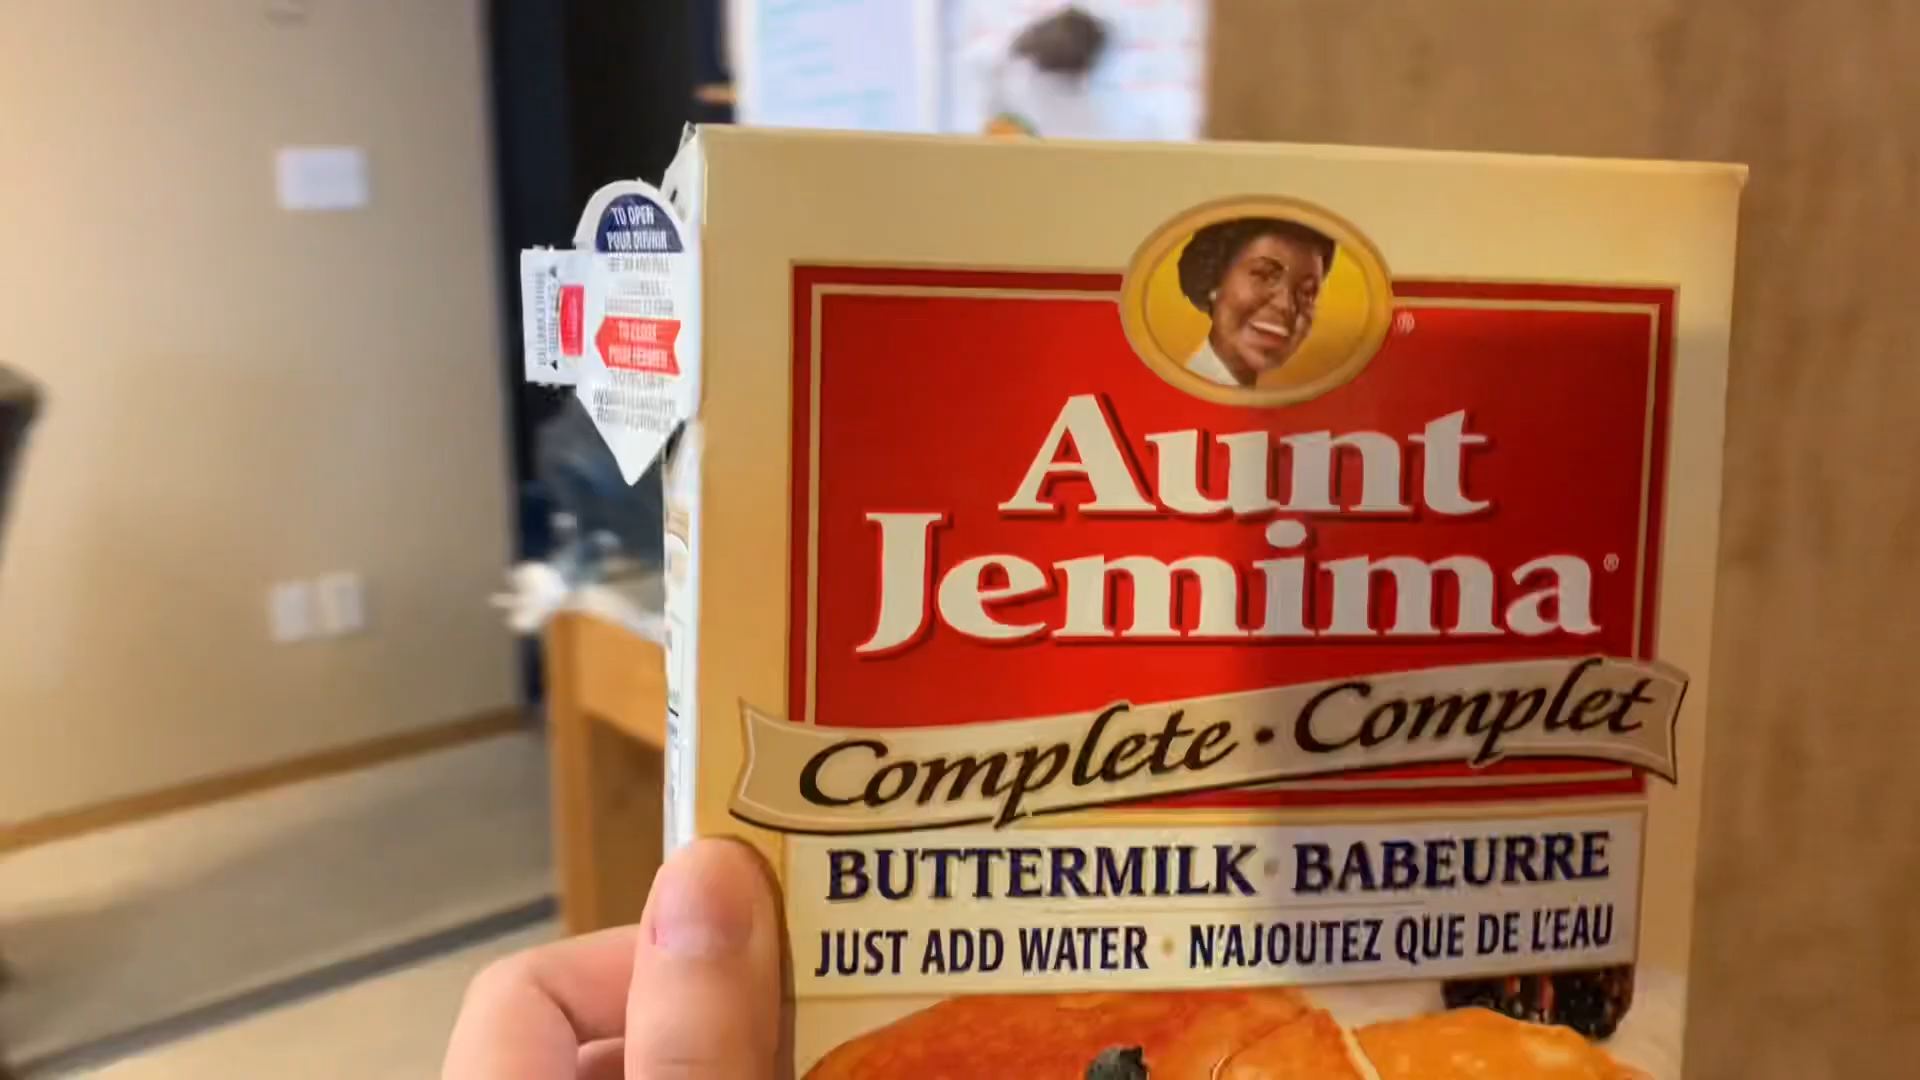 TO OPEN
POUR OUVRIR
TO CLOSE
POUR FERMER
Aunt
Jemima®
Complete • Complet
BUTTERMILK • BABEURRE
JUST ADD WATER • N'AJOUTEZ QUE DE L'EAU